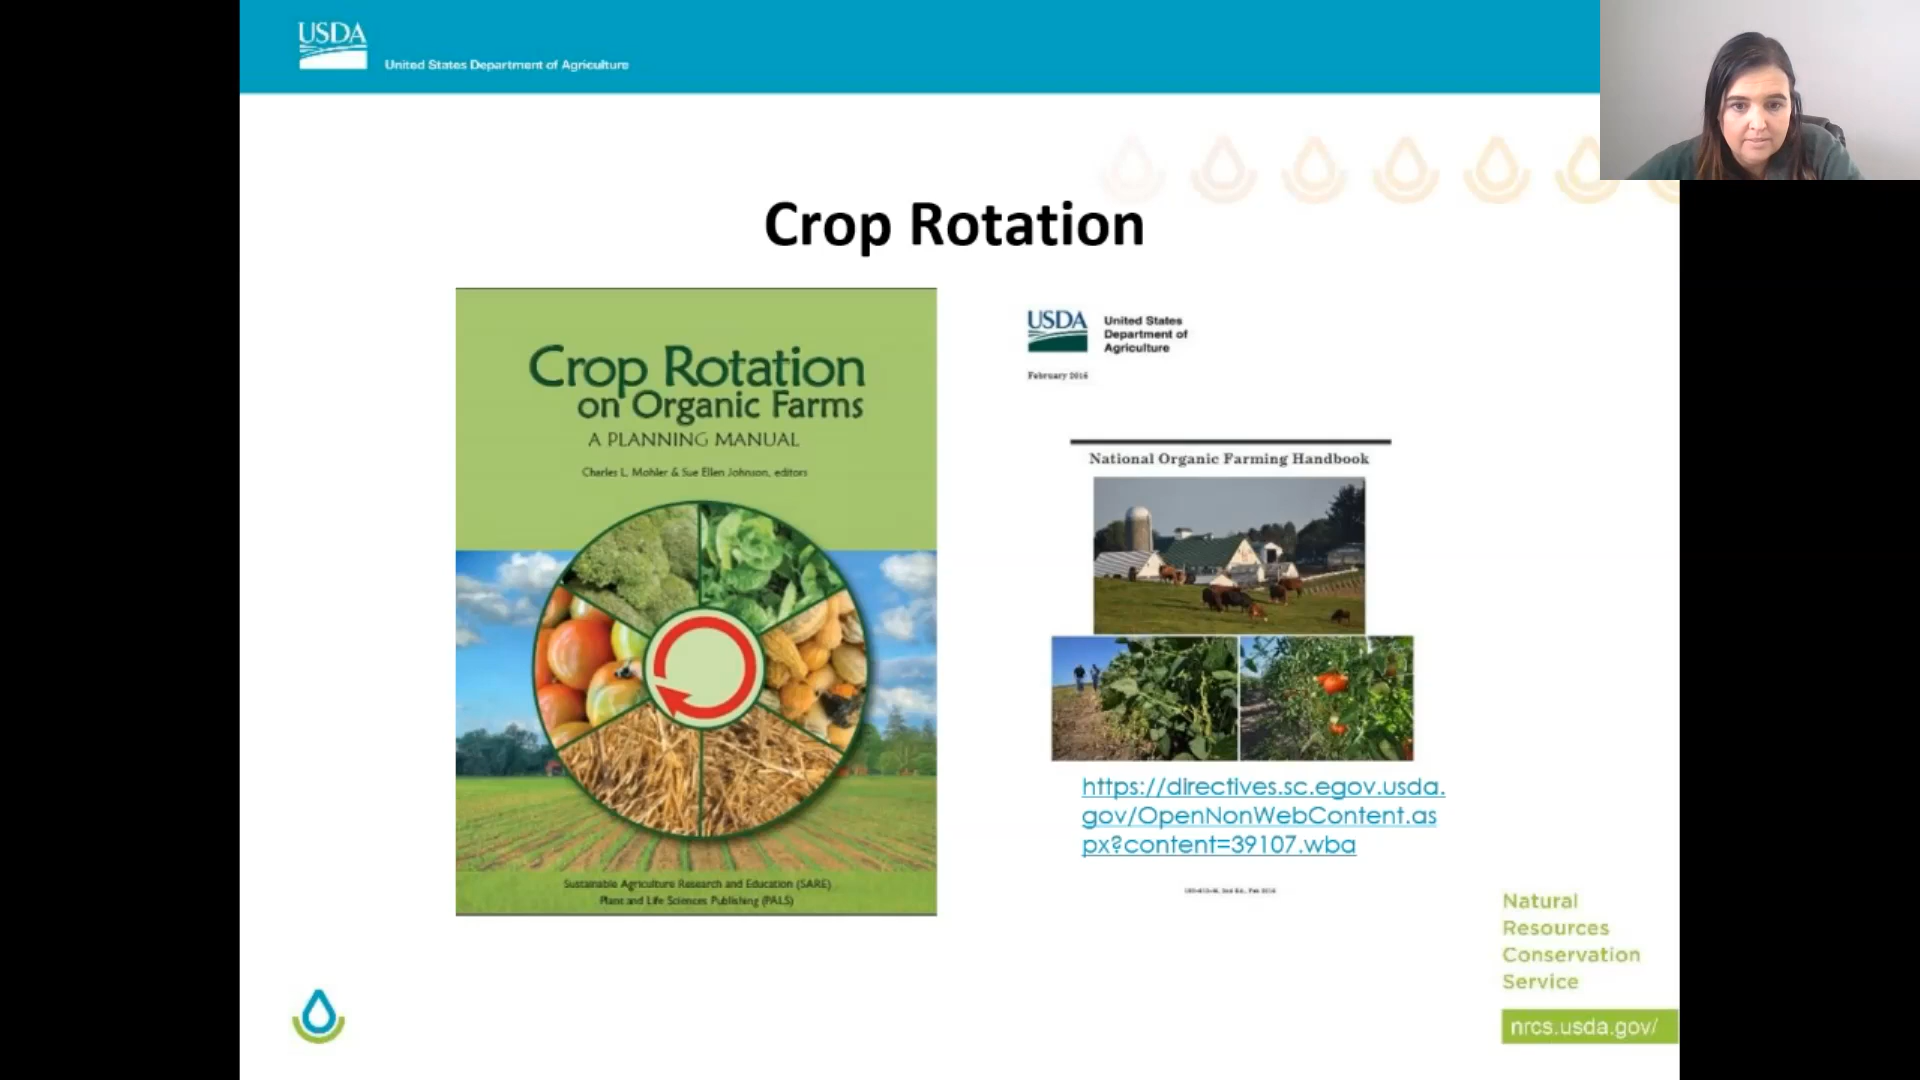 USDA
United States Department of Agriculture
Crop Rotation
Crop Rotation
on Organic Farms
A PLANNING MANUAL
Charles L. Mohler & Sue Ellen Johnson, editors
Sustainable Agriculture Research and Education (SARE)
Plant and Life Sciences Publishing (PALS)
USDA
United States
Department of
Agriculture
February 2016
National Organic Farming Handbook
https://directives.sc.egov.usda.
gov/OpenNonWebContent.as
px?content=39107.wba
Natural
Resources
Conservation
Service
nrcs.usda.gov/